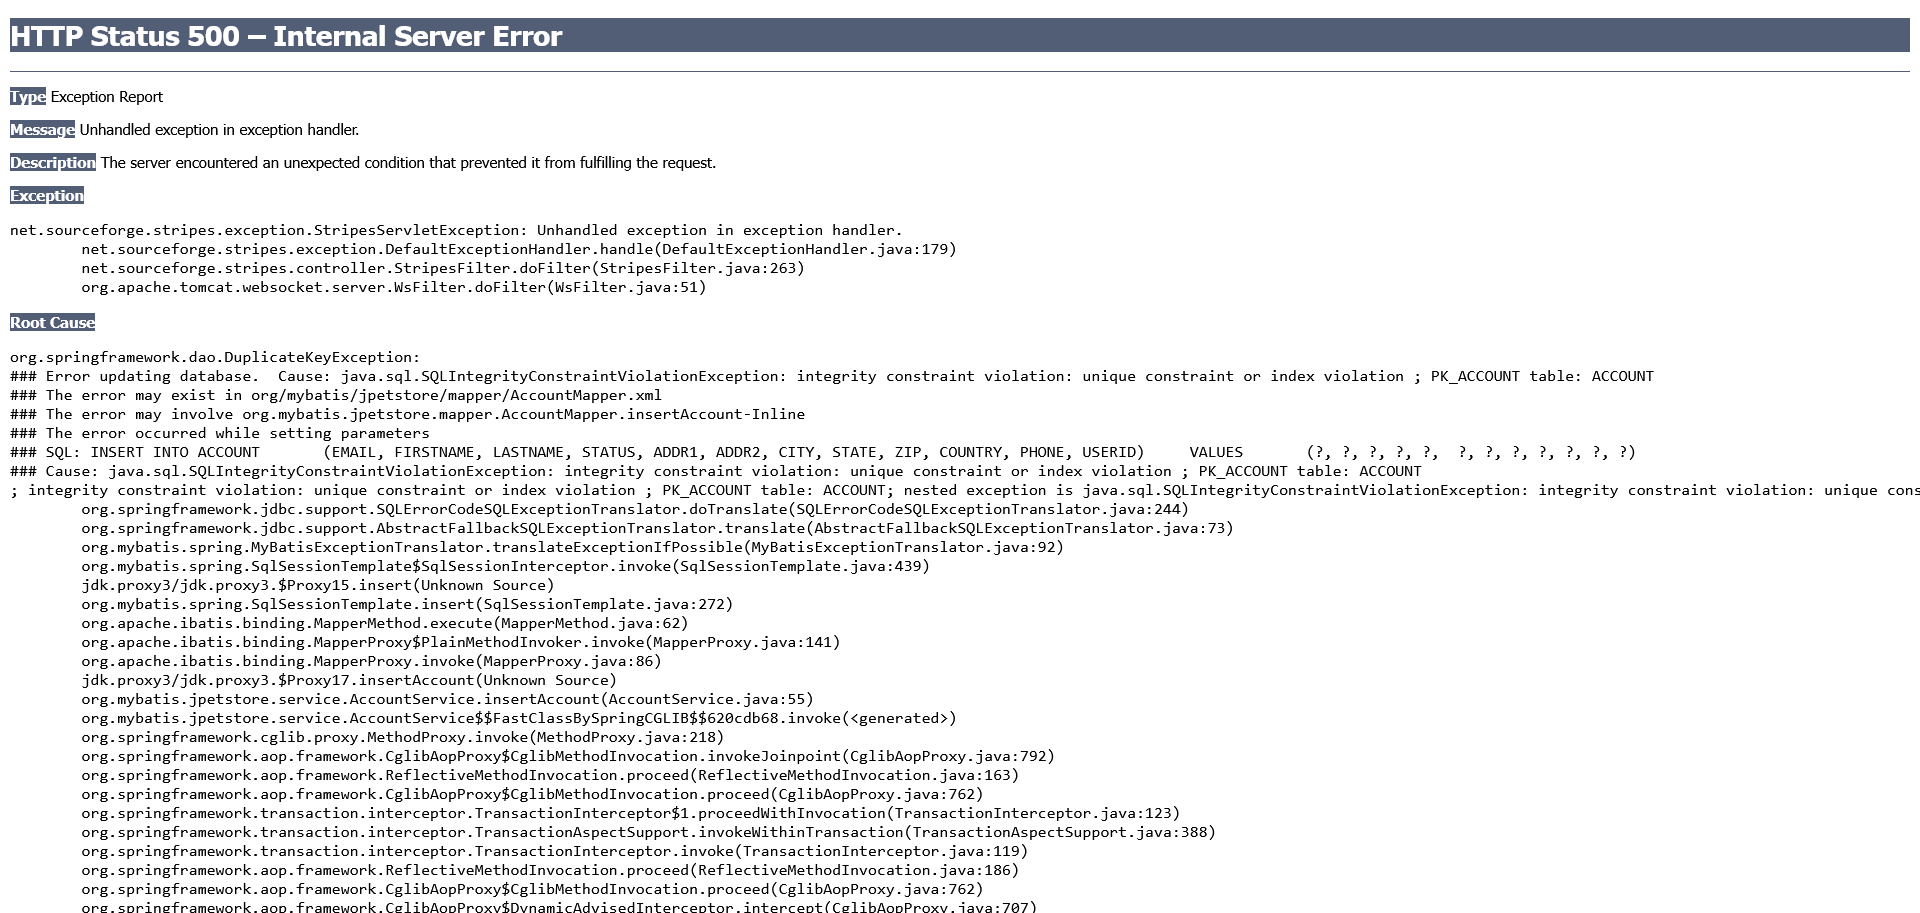 HTTP Status 500 – Internal Server Error
Type Exception Report
Message Unhandled exception in exception handler.
Description The server encountered an unexpected condition that prevented it from fulfilling the request.
Exception
net.sourceforge.stripes.exception.StripesServletException: Unhandled exception in exception handler.
net.sourceforge.stripes.exception.DefaultExceptionHandler.handle(DefaultExceptionHandler.java:179)
net.sourceforge.stripes.controller.StripesFilter.doFilter(StripesFilter.java:263)
org.apache.tomcat.websocket.server.WsFilter.doFilter(WsFilter.java:51)
Root Cause
org.springframework.dao.DuplicateKeyException:
### Error updating database.  Cause: java.sql.SQLIntegrityConstraintViolationException: integrity constraint violation: unique constraint or index violation ; PK_ACCOUNT table: ACCOUNT
### The error may exist in org/mybatis/jpetstore/mapper/AccountMapper.xml
### The error may involve org.mybatis.jpetstore.mapper.AccountMapper.insertAccount-Inline
### The error occurred while setting parameters
### SQL: INSERT INTO ACCOUNT       (EMAIL, FIRSTNAME, LASTNAME, STATUS, ADDR1, ADDR2, CITY, STATE, ZIP, COUNTRY, PHONE, USERID)     VALUES       (?, ?, ?, ?, ?,  ?, ?, ?, ?, ?, ?, ?)
### Cause: java.sql.SQLIntegrityConstraintViolationException: integrity constraint violation: unique constraint or index violation ; PK_ACCOUNT table: ACCOUNT
; integrity constraint violation: unique constraint or index violation ; PK_ACCOUNT table: ACCOUNT; nested exception is java.sql.SQLIntegrityConstraintViolationException: integrity constraint violation: unique cons
org.springframework.jdbc.support.SQLErrorCodeSQLExceptionTranslator.doTranslate(SQLErrorCodeSQLExceptionTranslator.java:244)
org.springframework.jdbc.support.AbstractFallbackSQLExceptionTranslator.translate(AbstractFallbackSQLExceptionTranslator.java:73)
org.mybatis.spring.MyBatisExceptionTranslator.translateExceptionIfPossible(MyBatisExceptionTranslator.java:92)
org.mybatis.spring.SqlSessionTemplate$SqlSessionInterceptor.invoke(SqlSessionTemplate.java:439)
jdk.proxy3/jdk.proxy3.$Proxy15.insert(Unknown Source)
org.mybatis.spring.SqlSessionTemplate.insert(SqlSessionTemplate.java:272)
org.apache.ibatis.binding.MapperMethod.execute(MapperMethod.java:62)
org.apache.ibatis.binding.MapperProxy$PlainMethodInvoker.invoke(MapperProxy.java:141)
org.apache.ibatis.binding.MapperProxy.invoke(MapperProxy.java:86)
jdk.proxy3/jdk.proxy3.$Proxy17.insertAccount(Unknown Source)
org.mybatis.jpetstore.service.AccountService.insertAccount(AccountService.java:55)
org.mybatis.jpetstore.service.AccountService$$FastClassBySpringCGLIB$$620cdb68.invoke(<generated>)
org.springframework.cglib.proxy.MethodProxy.invoke(MethodProxy.java:218)
org.springframework.aop.framework.CglibAopProxy$CglibMethodInvocation.invokeJoinpoint(CglibAopProxy.java:792)
org.springframework.aop.framework.ReflectiveMethodInvocation.proceed(ReflectiveMethodInvocation.java:163)
org.springframework.aop.framework.CglibAopProxy$CglibMethodInvocation.proceed(CglibAopProxy.java:762)
org.springframework.transaction.interceptor.TransactionInterceptor$1.proceedWithInvocation(TransactionInterceptor.java:123)
org.springframework.transaction.interceptor.TransactionAspectSupport.invokeWithinTransaction(TransactionAspectSupport.java:388)
org.springframework.transaction.interceptor.TransactionInterceptor.invoke(TransactionInterceptor.java:119)
org.springframework.aop.framework.ReflectiveMethodInvocation.proceed(ReflectiveMethodInvocation.java:186)
org.springframework.aop.framework.CglibAopProxy$CglibMethodInvocation.proceed(CglibAopProxy.java:762)
org.springframework.aop.framework.CglibAopProxy$DynamicAdvisedInterceptor.intercept(CglibAopProxy.java:707)